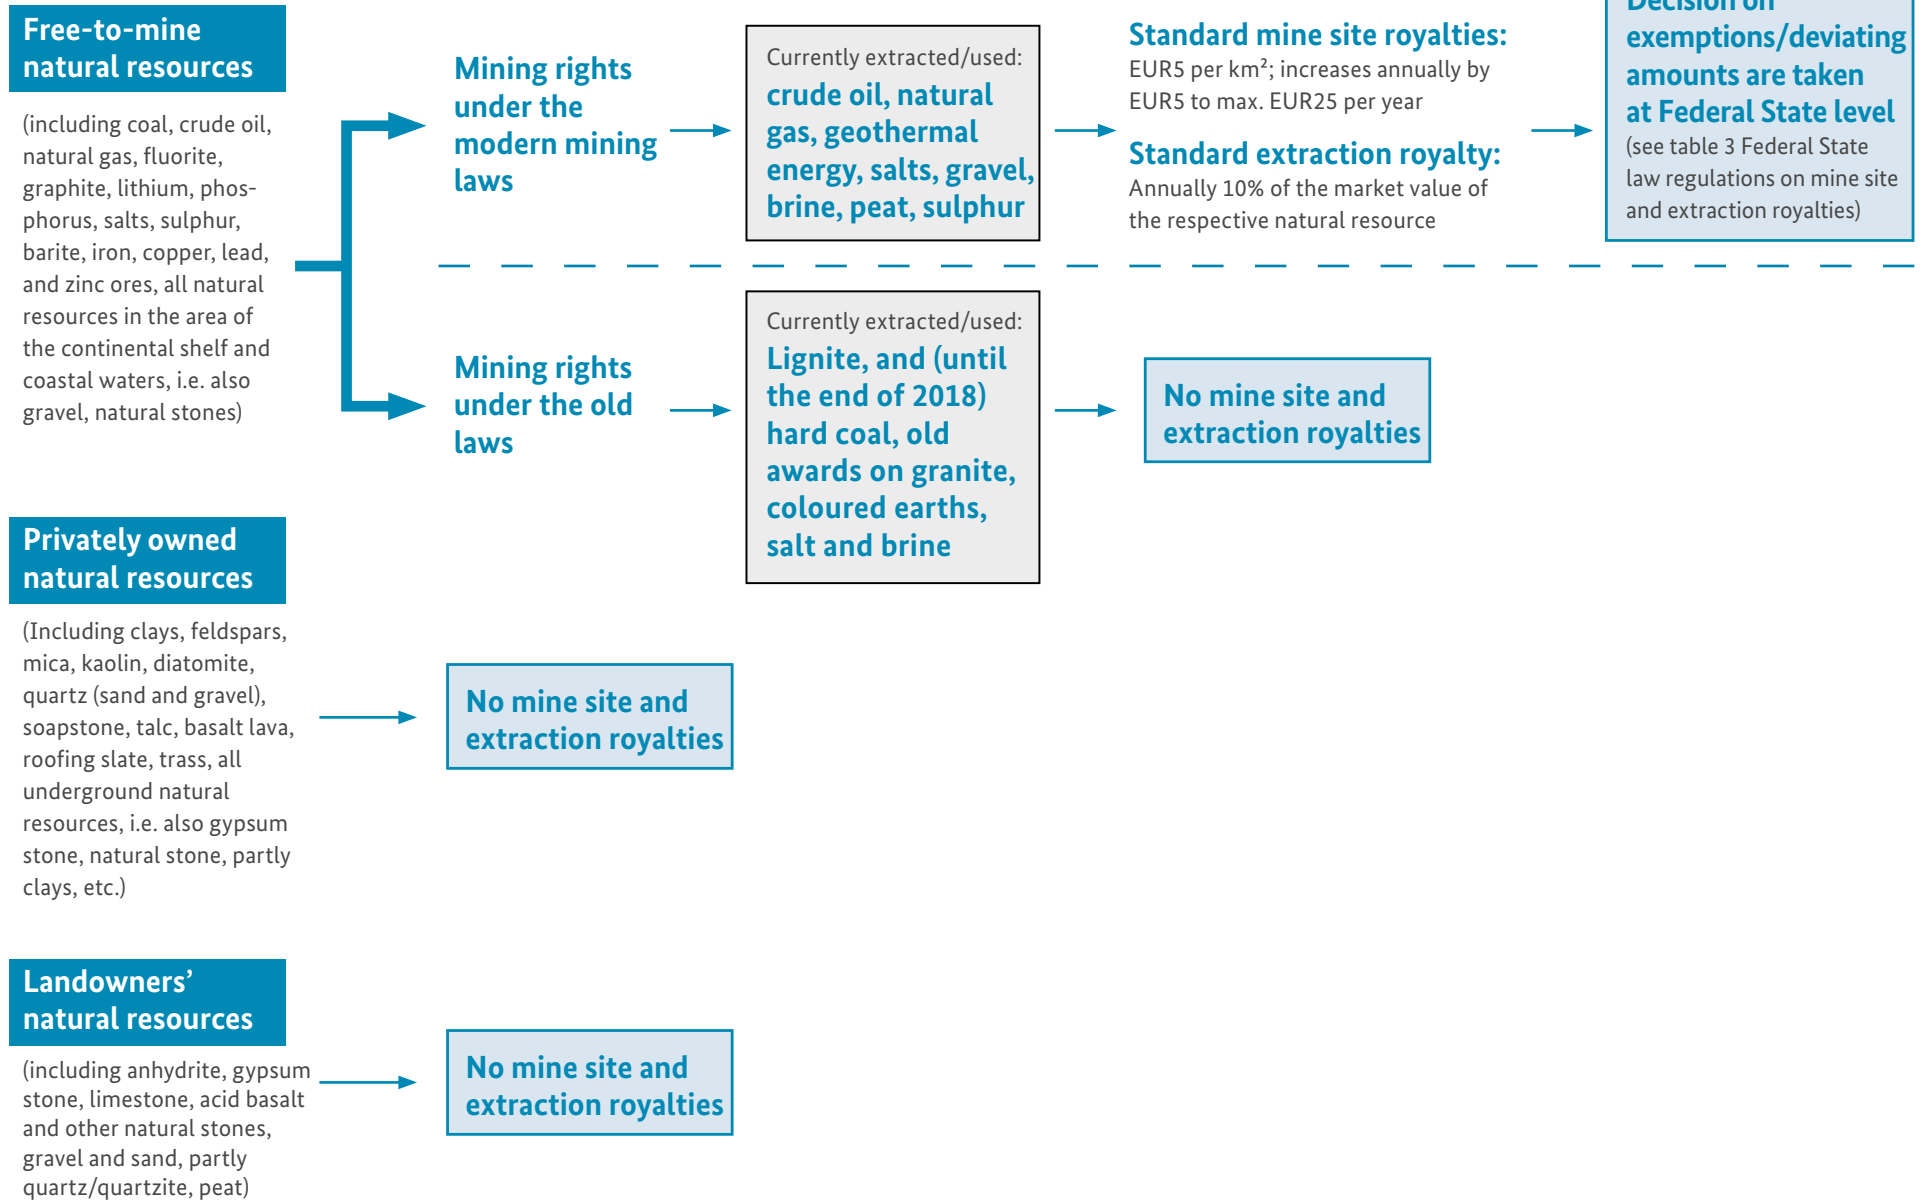 Free-to-mine
natural resources
(including coal, crude oil,
natural gas, fluorite,
graphite, lithium, phos-
phorus, salts, sulphur,
barite, iron, copper, lead,
and zinc ores, all natural
resources in the area of
the continental shelf and
coastal waters, i.e. also
gravel, natural stones)
Mining rights
under the
modern mining
laws
Currently extracted/used:
crude oil, natural
gas, geothermal
energy, salts, gravel,
brine, peat, sulphur
Standard mine site royalties:
EUR5 per km²; increases annually by
EUR5 to max. EUR25 per year
Standard extraction royalty:
Annually 10% of the market value of
the respective natural resource
Decision on
exemptions/deviating
amounts are taken
at Federal State level
(see table 3 Federal State
law regulations on mine site
and extraction royalties)
Mining rights
under the old
laws
Currently extracted/used:
Lignite, and (until
the end of 2018)
hard coal, old
awards on granite,
coloured earths,
salt and brine
No mine site and
extraction royalties
Privately owned
natural resources
(Including clays, feldspars,
mica, kaolin, diatomite,
quartz (sand and gravel),
soapstone, talc, basalt lava,
roofing slate, trass, all
underground natural
resources, i.e. also gypsum
stone, natural stone, partly
clays, etc.)
No mine site and
extraction royalties
Landowners’
natural resources
(including anhydrite, gypsum
stone, limestone, acid basalt
and other natural stones,
gravel and sand, partly
quartz/quartzite, peat)
No mine site and
extraction royalties